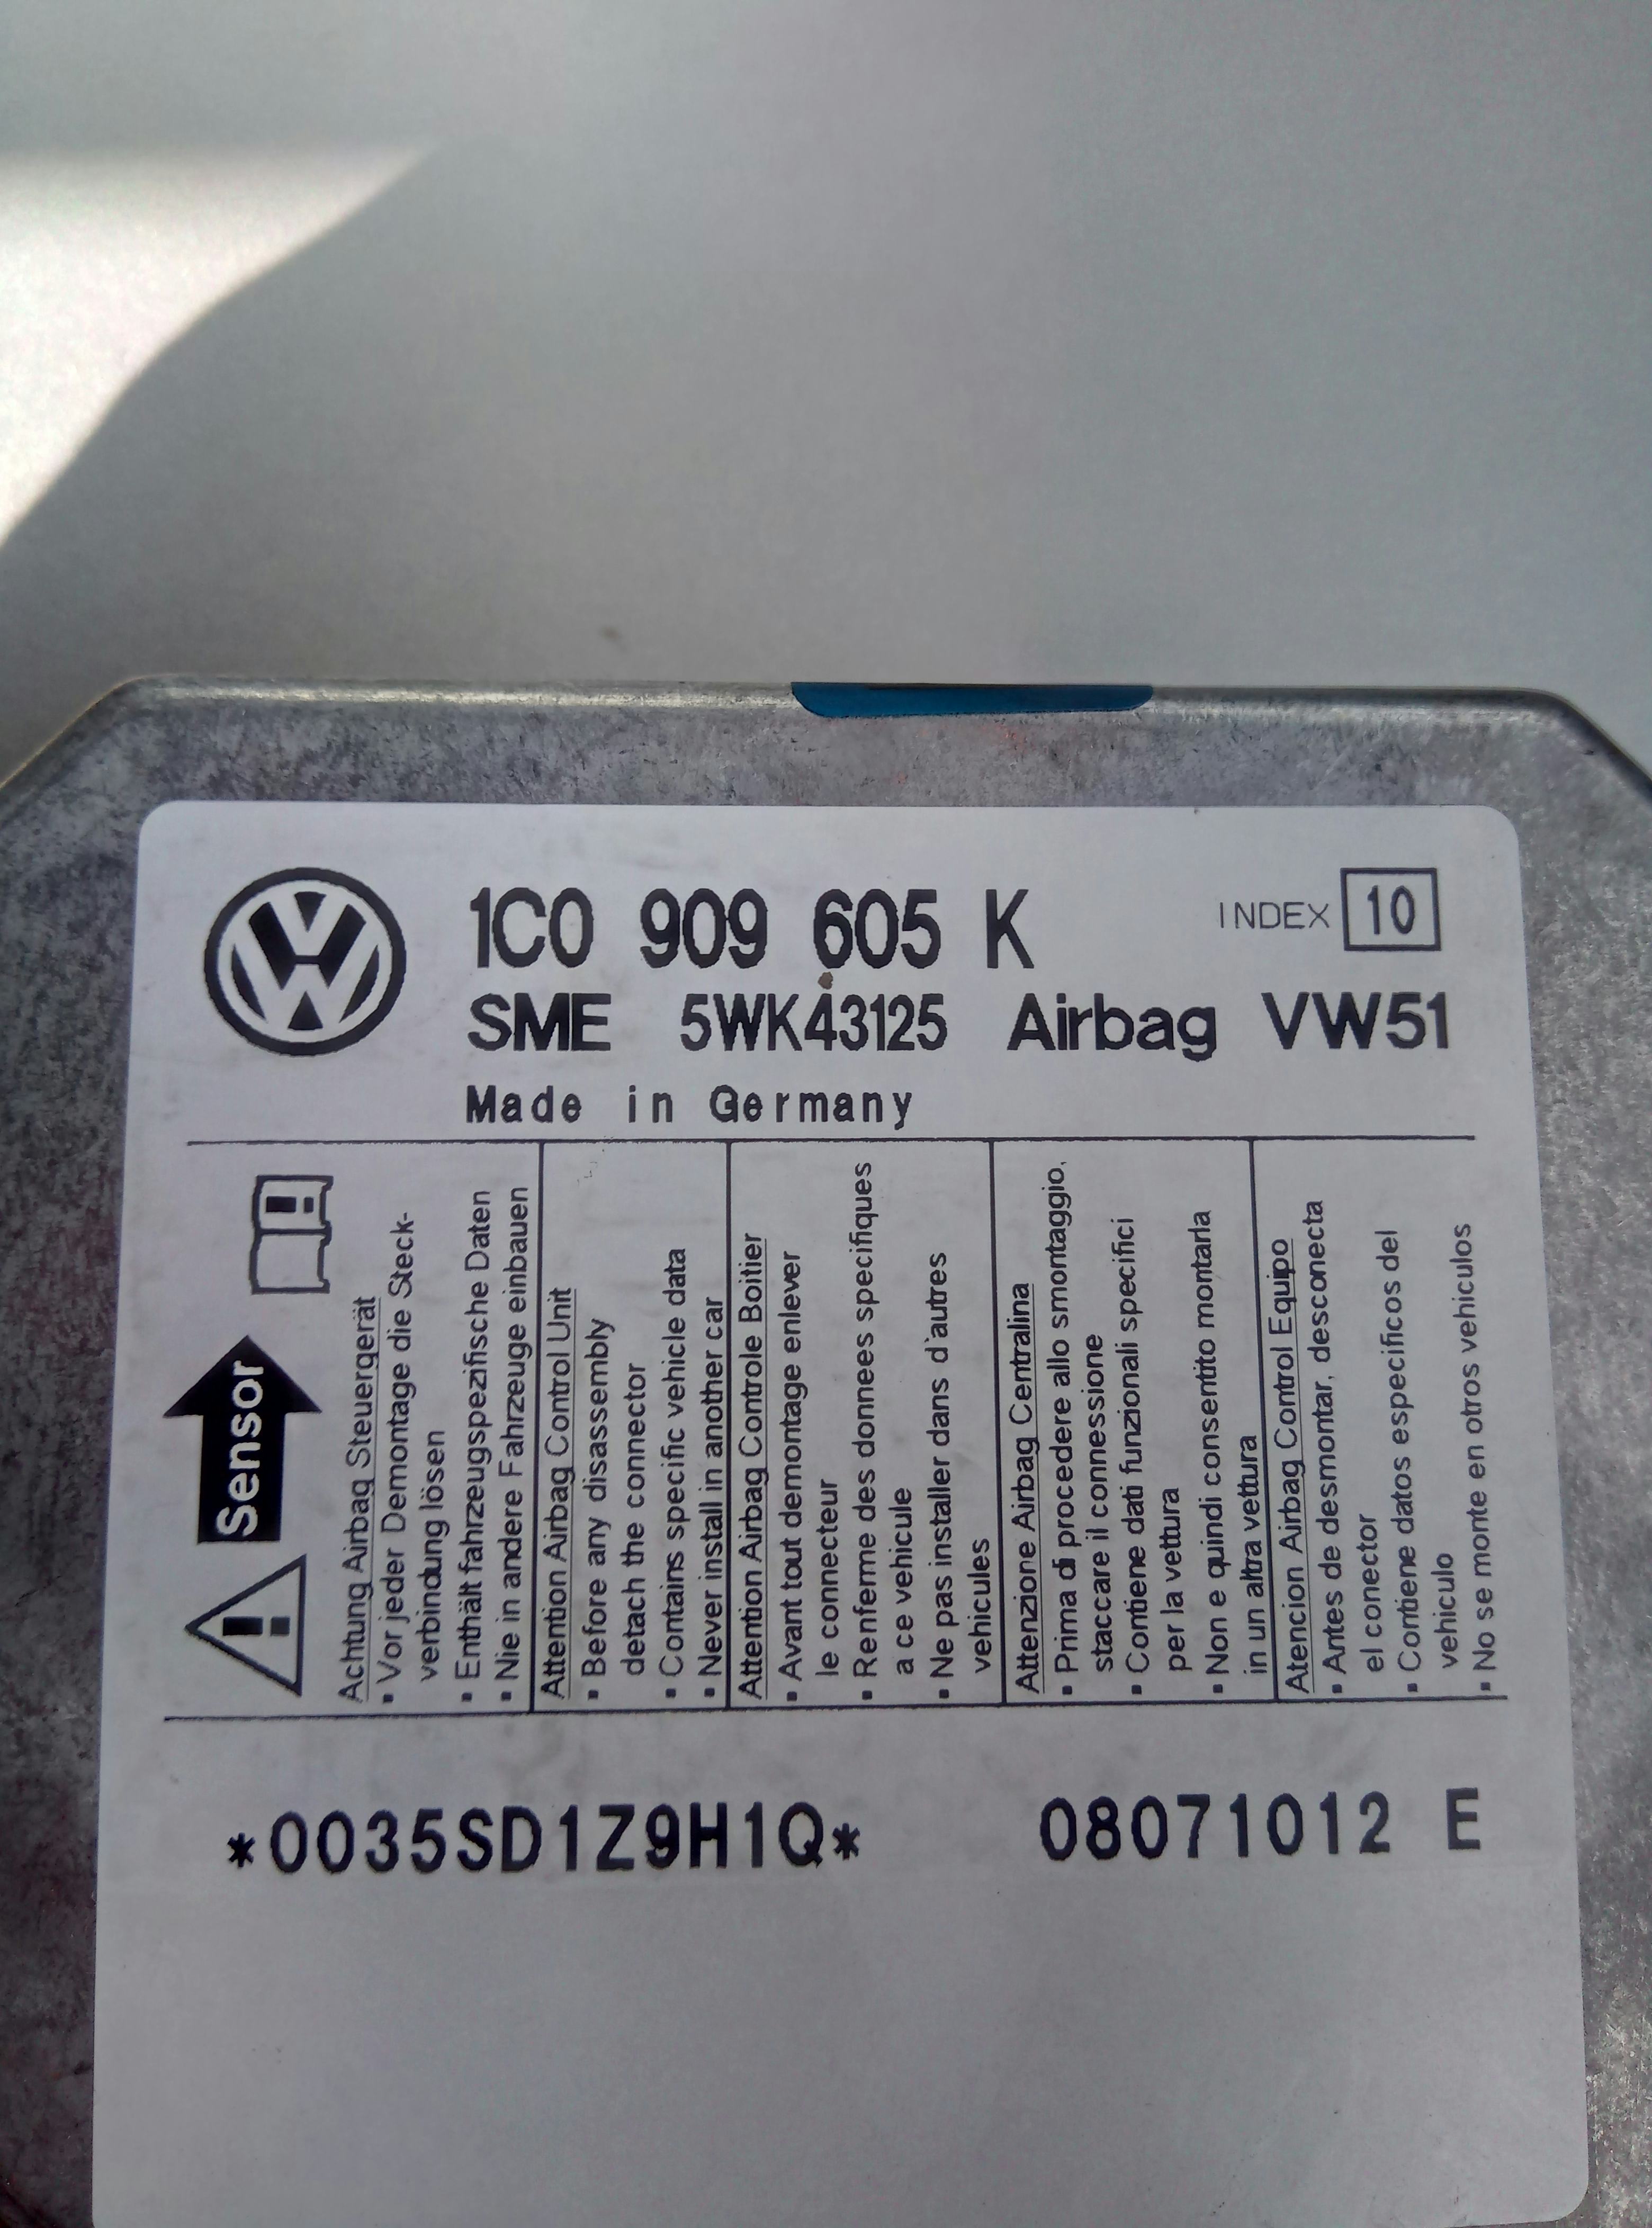 1C0 909 605 K INDEX 10
SME 5WK43125 Airbag VW51
Made in Germany
Sensor
Achtung Airbag Steuergerät
▪ Vor jeder Demontage die Steck-
verbindung lösen
▪ Enthält fahrzeugspezifische Daten
▪ Nie in andere Fahrzeuge einbauen
Attention Airbag Control Unit
▪ Before any disassembly
detach the connector
▪ Contains specific vehicle data
▪ Never install in another car
Attention Airbag Controle Boitier
▪ Avant tout demontage enlever
le connecteur
▪ Renferme des donnees specifiques
a ce vehicule
▪ Ne pas installer dans d`autres
vehicules
Attenzione Airbag Centralina
▪ Prima di procedere allo smontaggio,
staccare il connessione
▪ Contiene dati funzionali specifici
per la vettura
▪ Non e quindi consentito montarla
in un altra vettura
Atencion Airbag Control Equipo
▪ Antes de desmontar, desconecta
el conector
▪ Contiene datos especificos del
vehiculo
▪ No se monte en otros vehiculos
*0035SD1Z9H1Q* 08071012 E